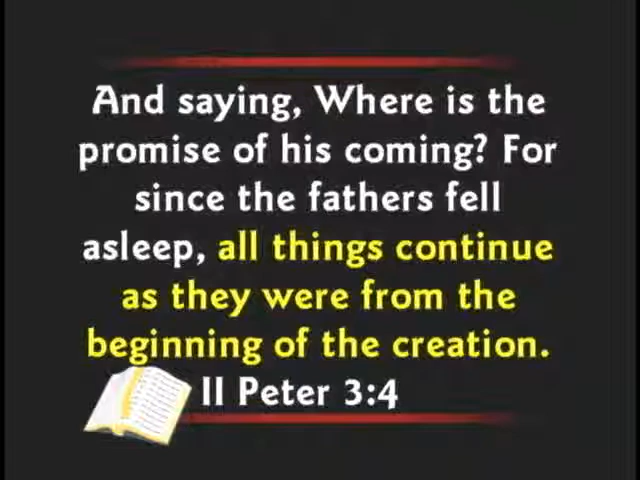 And saying, Where is the
promise of his coming? For
since the fathers fell
asleep, all things continue
as they were from the
beginning of the creation.
II Peter 3:4